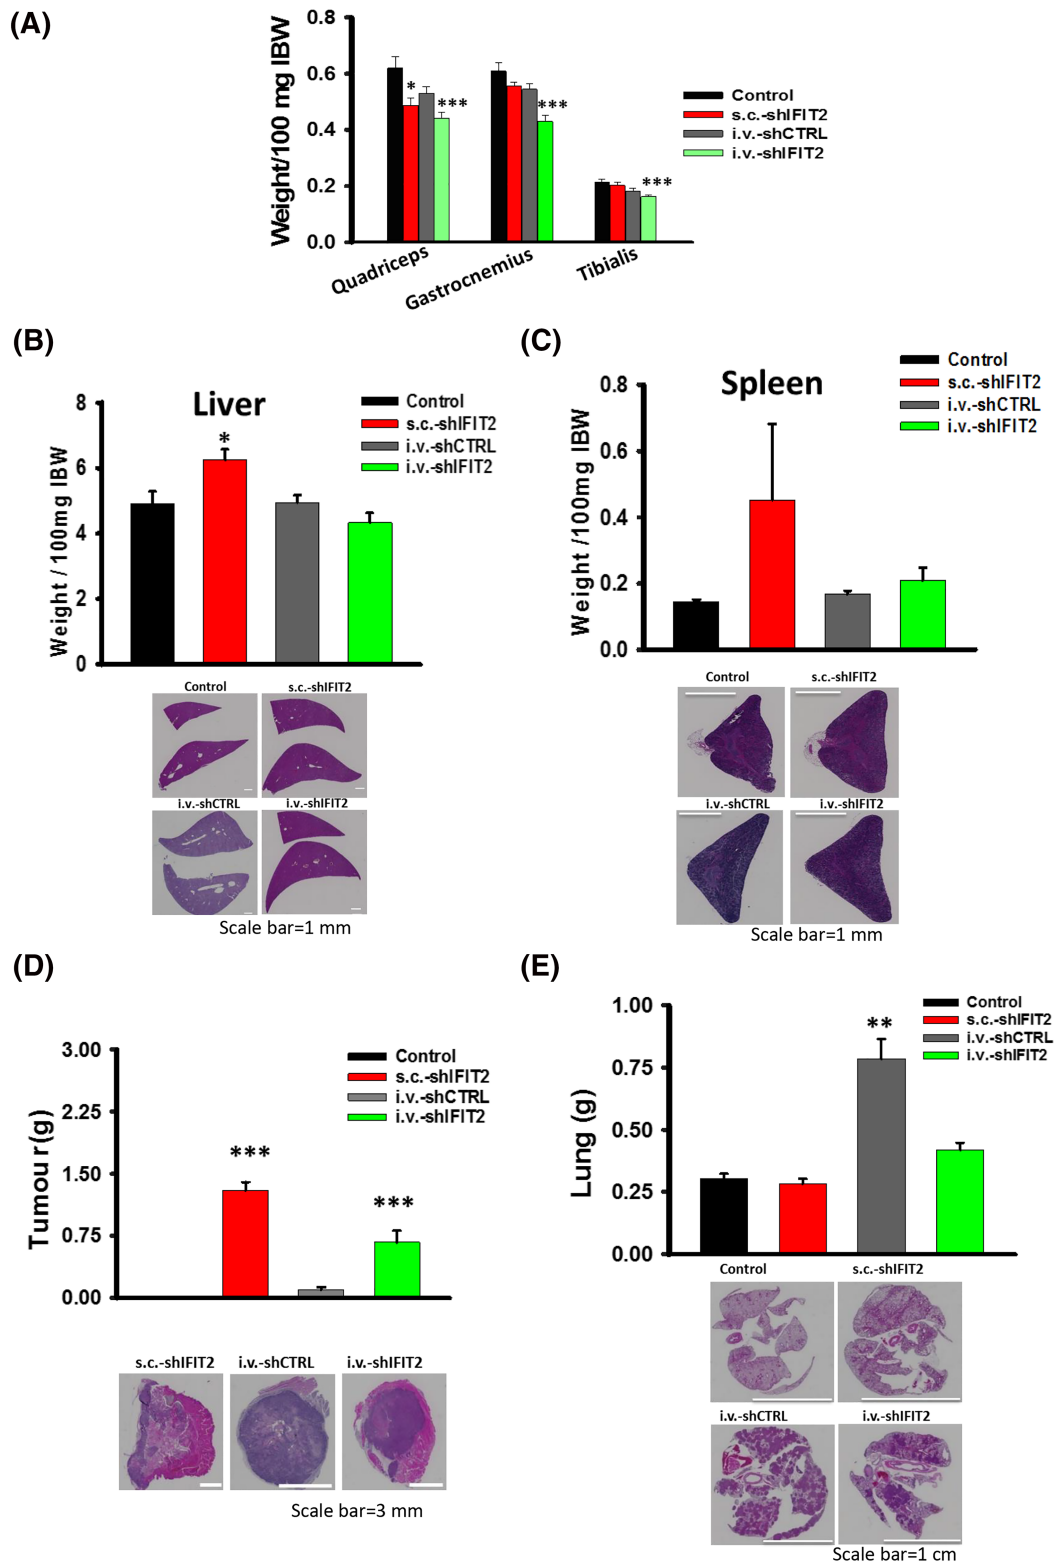 (A)
Weight/100 mg IBW
0.8
0.6
0.4
0.2
0.0
*
***
***
***
Quadriceps
Gastrocnemius
Tibialis
Control
s.c.-shIFIT2
i.v.-shCTRL
i.v.-shIFIT2
(B)
Liver
Weight / 100mg IBW
8
6
4
2
0
*
Control
s.c.-shIFIT2
i.v.-shCTRL
i.v.-shIFIT2
Control
s.c.-shIFIT2
i.v.-shCTRL
i.v.-shIFIT2
Scale bar=1 mm
(C)
Spleen
Weight /100mg IBW
0.8
0.6
0.4
0.2
0.0
Control
s.c.-shIFIT2
i.v.-shCTRL
i.v.-shIFIT2
Control
s.c.-shIFIT2
i.v.-shCTRL
i.v.-shIFIT2
Scale bar=1 mm
(D)
Tumour(g)
3.00
2.25
1.50
0.75
0.00
***
***
Control
s.c.-shIFIT2
i.v.-shCTRL
i.v.-shIFIT2
s.c.-shIFIT2
i.v.-shCTRL
i.v.-shIFIT2
Scale bar=3 mm
(E)
Lung (g)
1.00
0.75
0.50
0.25
0.00
**
Control
s.c.-shIFIT2
i.v.-shCTRL
i.v.-shIFIT2
Control
s.c.-shIFIT2
i.v.-shCTRL
i.v.-shIFIT2
Scale bar=1 cm